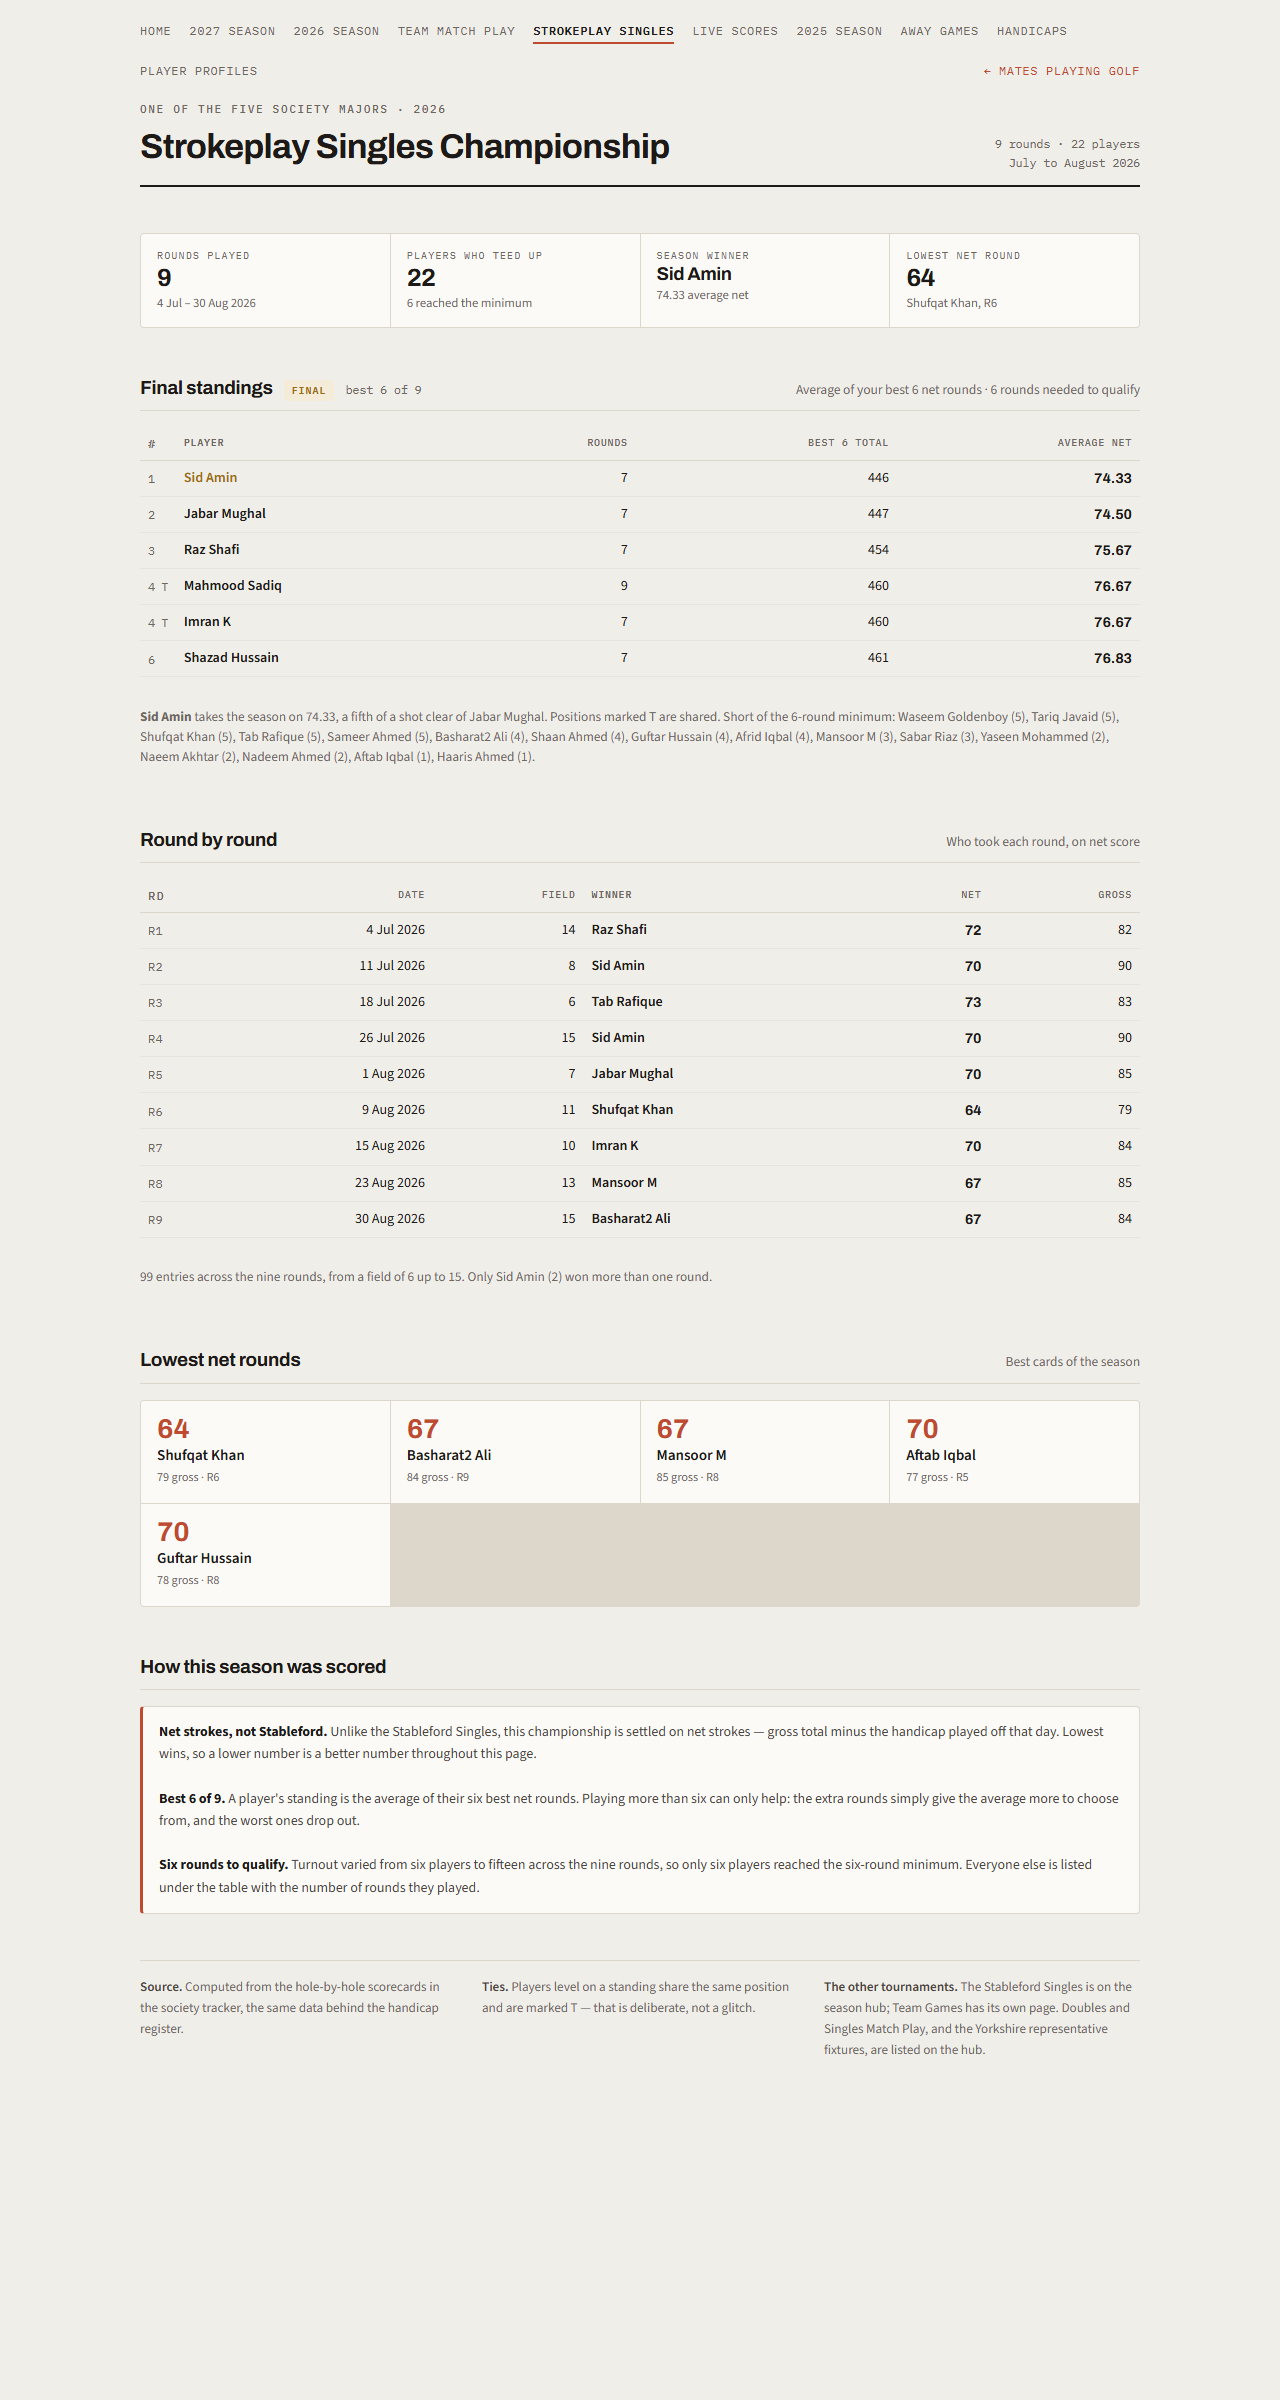 HOME 2027 SEASON 2026 SEASON TEAM MATCH PLAY STROKEPLAY SINGLES LIVE SCORES 2025 SEASON AWAY GAMES HANDICAPS
PLAYER PROFILES ← MATES PLAYING GOLF
ONE OF THE FIVE SOCIETY MAJORS · 2026
Strokeplay Singles Championship
9 rounds · 22 players
July to August 2026
ROUNDS PLAYED
9
4 Jul – 30 Aug 2026
PLAYERS WHO TEED UP
22
6 reached the minimum
SEASON WINNER
Sid Amin
74.33 average net
LOWEST NET ROUND
64
Shufqat Khan, R6
Final standings FINAL best 6 of 9 Average of your best 6 net rounds · 6 rounds needed to qualify
# PLAYER ROUNDS BEST 6 TOTAL AVERAGE NET
1 Sid Amin 7 446 74.33
2 Jabar Mughal 7 447 74.50
3 Raz Shafi 7 454 75.67
4 T Mahmood Sadiq 9 460 76.67
4 T Imran K 7 460 76.67
6 Shazad Hussain 7 461 76.83
Sid Amin takes the season on 74.33, a fifth of a shot clear of Jabar Mughal. Positions marked T are shared. Short of the 6-round minimum: Waseem Goldenboy (5), Tariq Javaid (5),
Shufqat Khan (5), Tab Rafique (5), Sameer Ahmed (5), Basharat2 Ali (4), Shaan Ahmed (4), Guftar Hussain (4), Afrid Iqbal (4), Mansoor M (3), Sabar Riaz (3), Yaseen Mohammed (2),
Naeem Akhtar (2), Nadeem Ahmed (2), Aftab Iqbal (1), Haaris Ahmed (1).
Round by round Who took each round, on net score
RD DATE FIELD WINNER NET GROSS
R1 4 Jul 2026 14 Raz Shafi 72 82
R2 11 Jul 2026 8 Sid Amin 70 90
R3 18 Jul 2026 6 Tab Rafique 73 83
R4 26 Jul 2026 15 Sid Amin 70 90
R5 1 Aug 2026 7 Jabar Mughal 70 85
R6 9 Aug 2026 11 Shufqat Khan 64 79
R7 15 Aug 2026 10 Imran K 70 84
R8 23 Aug 2026 13 Mansoor M 67 85
R9 30 Aug 2026 15 Basharat2 Ali 67 84
99 entries across the nine rounds, from a field of 6 up to 15. Only Sid Amin (2) won more than one round.
Lowest net rounds Best cards of the season
64
Shufqat Khan
79 gross · R6
67
Basharat2 Ali
84 gross · R9
67
Mansoor M
85 gross · R8
70
Aftab Iqbal
77 gross · R5
70
Guftar Hussain
78 gross · R8
How this season was scored
Net strokes, not Stableford. Unlike the Stableford Singles, this championship is settled on net strokes — gross total minus the handicap played off that day. Lowest
wins, so a lower number is a better number throughout this page.
Best 6 of 9. A player's standing is the average of their six best net rounds. Playing more than six can only help: the extra rounds simply give the average more to choose
from, and the worst ones drop out.
Six rounds to qualify. Turnout varied from six players to fifteen across the nine rounds, so only six players reached the six-round minimum. Everyone else is listed
under the table with the number of rounds they played.
Source. Computed from the hole-by-hole scorecards in
the society tracker, the same data behind the handicap
register.
Ties. Players level on a standing share the same position
and are marked T — that is deliberate, not a glitch.
The other tournaments. The Stableford Singles is on the
season hub; Team Games has its own page. Doubles and
Singles Match Play, and the Yorkshire representative
fixtures, are listed on the hub.